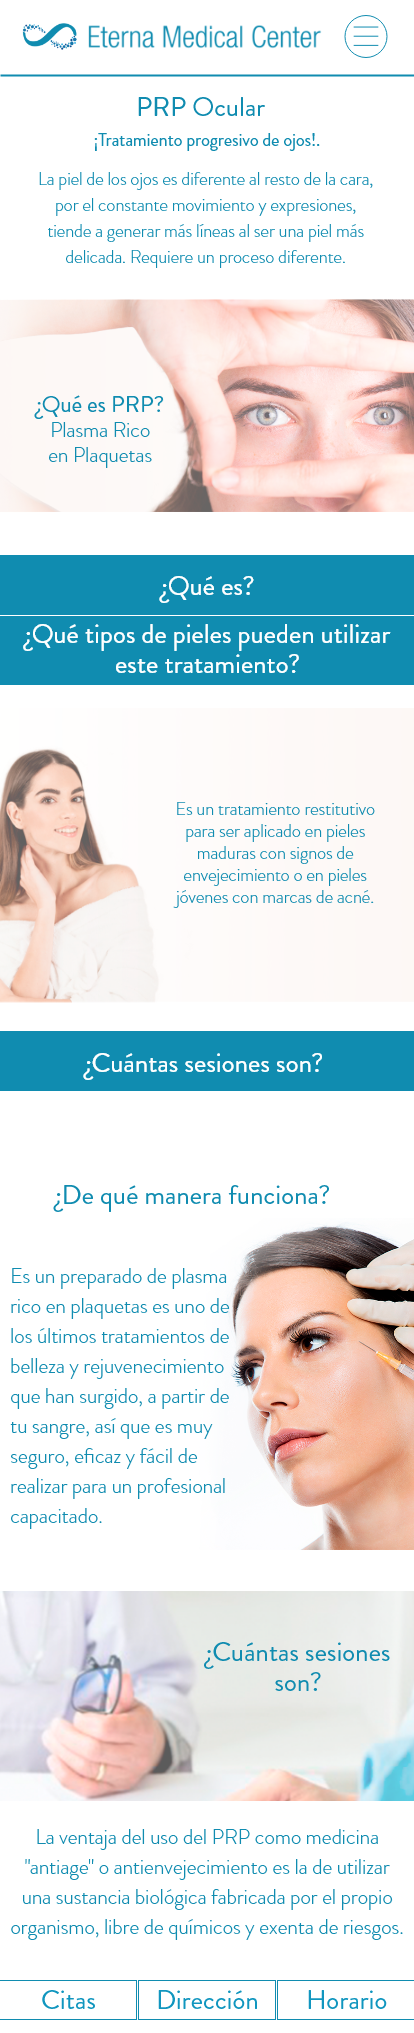 Eterna Medical Center
PRP Ocular
¡Tratamiento progresivo de ojos!.
La piel de los ojos es diferente al resto de la cara,
por el constante movimiento y expresiones,
tiende a generar más líneas al ser una piel más
delicada. Requiere un proceso diferente.
¿Qué es PRP?
Plasma Rico
en Plaquetas
¿Qué es?
¿Qué tipos de pieles pueden utilizar
este tratamiento?
Es un tratamiento restitutivo
para ser aplicado en pieles
maduras con signos de
envejecimiento o en pieles
jóvenes con marcas de acné.
¿Cuántas sesiones son?
¿De qué manera funciona?
Es un preparado de plasma
rico en plaquetas es uno de
los últimos tratamientos de
belleza y rejuvenecimiento
que han surgido, a partir de
tu sangre, así que es muy
seguro, eficaz y fácil de
realizar para un profesional
capacitado.
¿Cuántas sesiones
son?
La ventaja del uso del PRP como medicina
"antiage" o antienvejecimiento es la de utilizar
una sustancia biológica fabricada por el propio
organismo, libre de químicos y exenta de riesgos.
Citas
Dirección
Horario